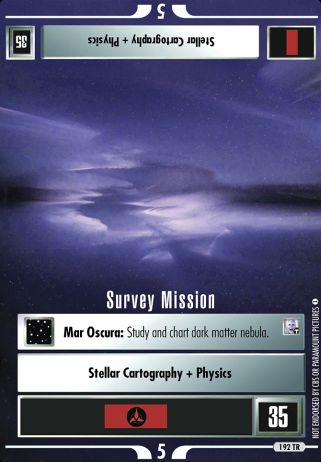 5
35
Stellar Cartography + Physics
Survey Mission
Mar Oscura: Study and chart dark matter nebula.
Stellar Cartography + Physics
35
5
192 TR
NOT ENDORSED BY CBS OR PARAMOUNT PICTURES